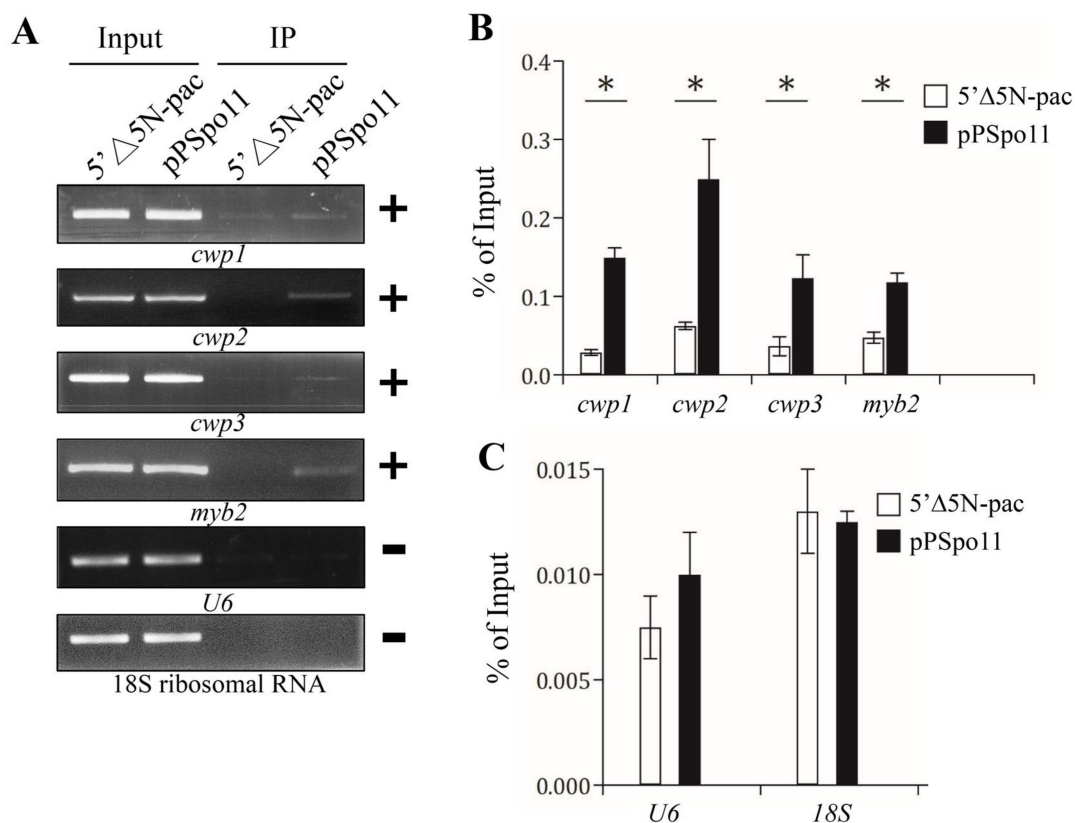 A
Input IP
5’△5N-pac pPSpo11 5’△5N-pac pPSpo11
+
cwp1
+
cwp2
+
cwp3
+
myb2
-
U6
-
18S ribosomal RNA
B
% of Input
0.4
0.3
0.2
0.1
0.0
* * * *
5’Δ5N-pac
pPSpo11
cwp1 cwp2 cwp3 myb2
C
% of Input
0.015
0.010
0.005
0.000
5’Δ5N-pac
pPSpo11
U6 18S